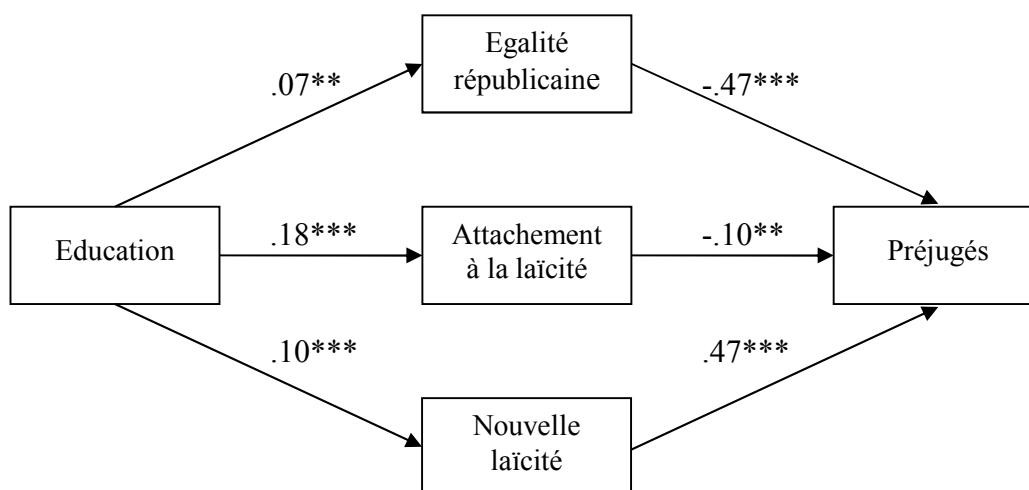 Egalité
républicaine
.07**
-.47***
Education
.18***
Attachement
à la laïcité
-.10**
Préjugés
.10***
.47***
Nouvelle
laïcité